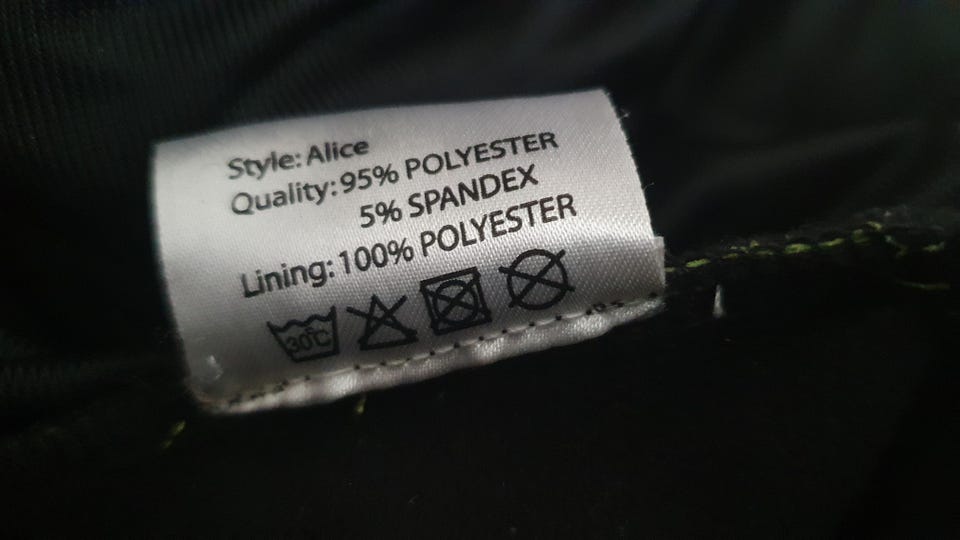 Style: Alice
Quality: 95% POLYESTER
5% SPANDEX
Lining: 100% POLYESTER
30°C